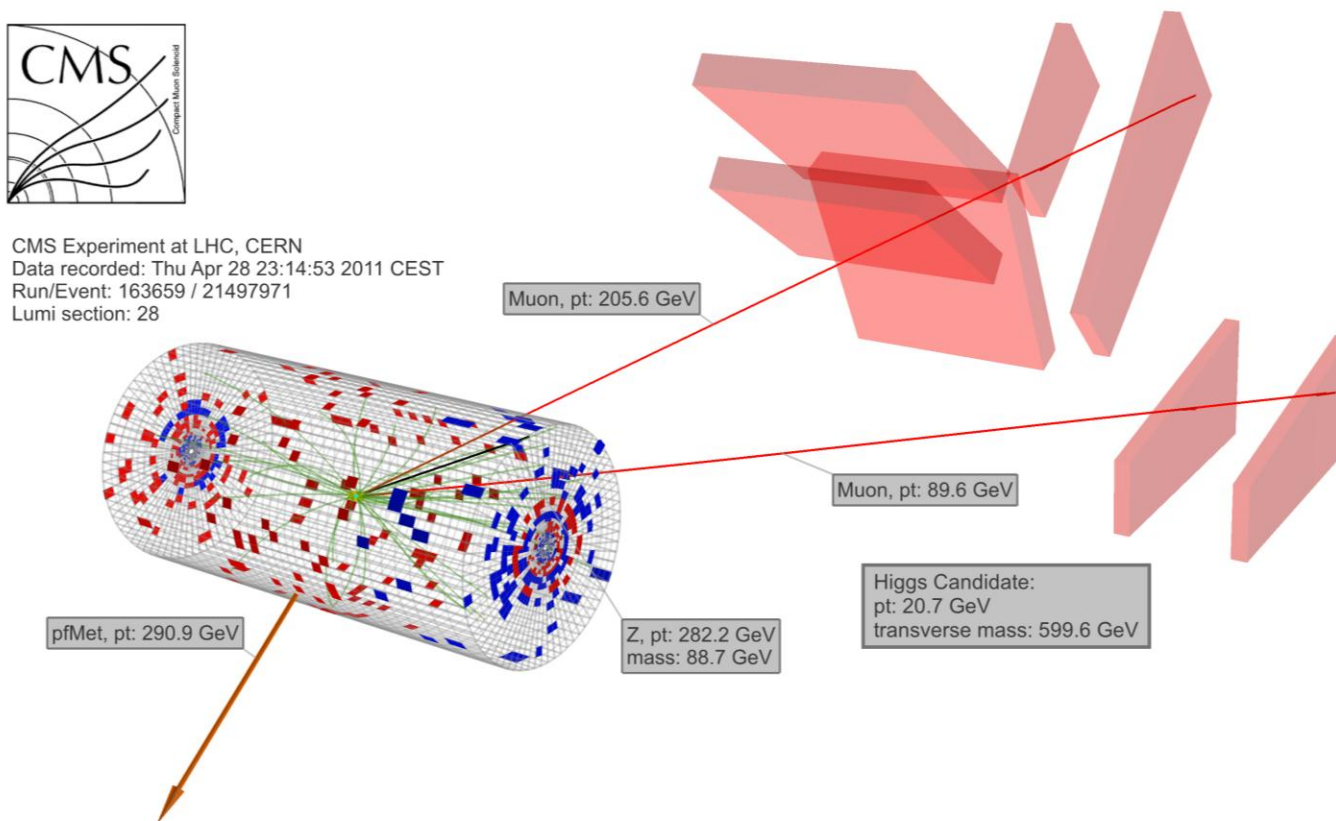 CMS
Compact Muon Solenoid
CMS Experiment at LHC, CERN
Data recorded: Thu Apr 28 23:14:53 2011 CEST
Run/Event: 163659 / 21497971
Lumi section: 28
Muon, pt: 205.6 GeV
Muon, pt: 89.6 GeV
Higgs Candidate:
pt: 20.7 GeV
transverse mass: 599.6 GeV
pfMet, pt: 290.9 GeV
Z, pt: 282.2 GeV
mass: 88.7 GeV